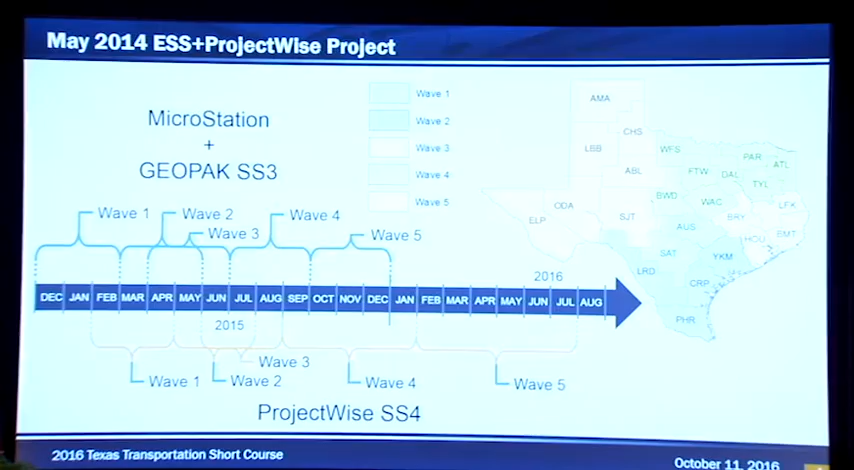 May 2014 ESS+ProjectWise Project
MicroStation
+
GEOPAK SS3
Wave 1
Wave 2
Wave 3
Wave 4
Wave 5
AMA
CHS
LBB
WFS
PAR
ATL
ABL
FTW
DAL
TYL
BWD
WAC
ODA
ELP
SJT
BRY
LFK
AUS
HOU
BMT
SAT
YKM
LRD
CRP
PHR
Wave 1
Wave 2
Wave 3
Wave 4
Wave 5
2016
DEC JAN FEB MAR APR MAY JUN JUL AUG SEP OCT NOV DEC JAN FEB MAR APR MAY JUN JUL AUG
2015
Wave 1
Wave 2
Wave 3
Wave 4
Wave 5
ProjectWise SS4
2016 Texas Transportation Short Course
October 11, 2016